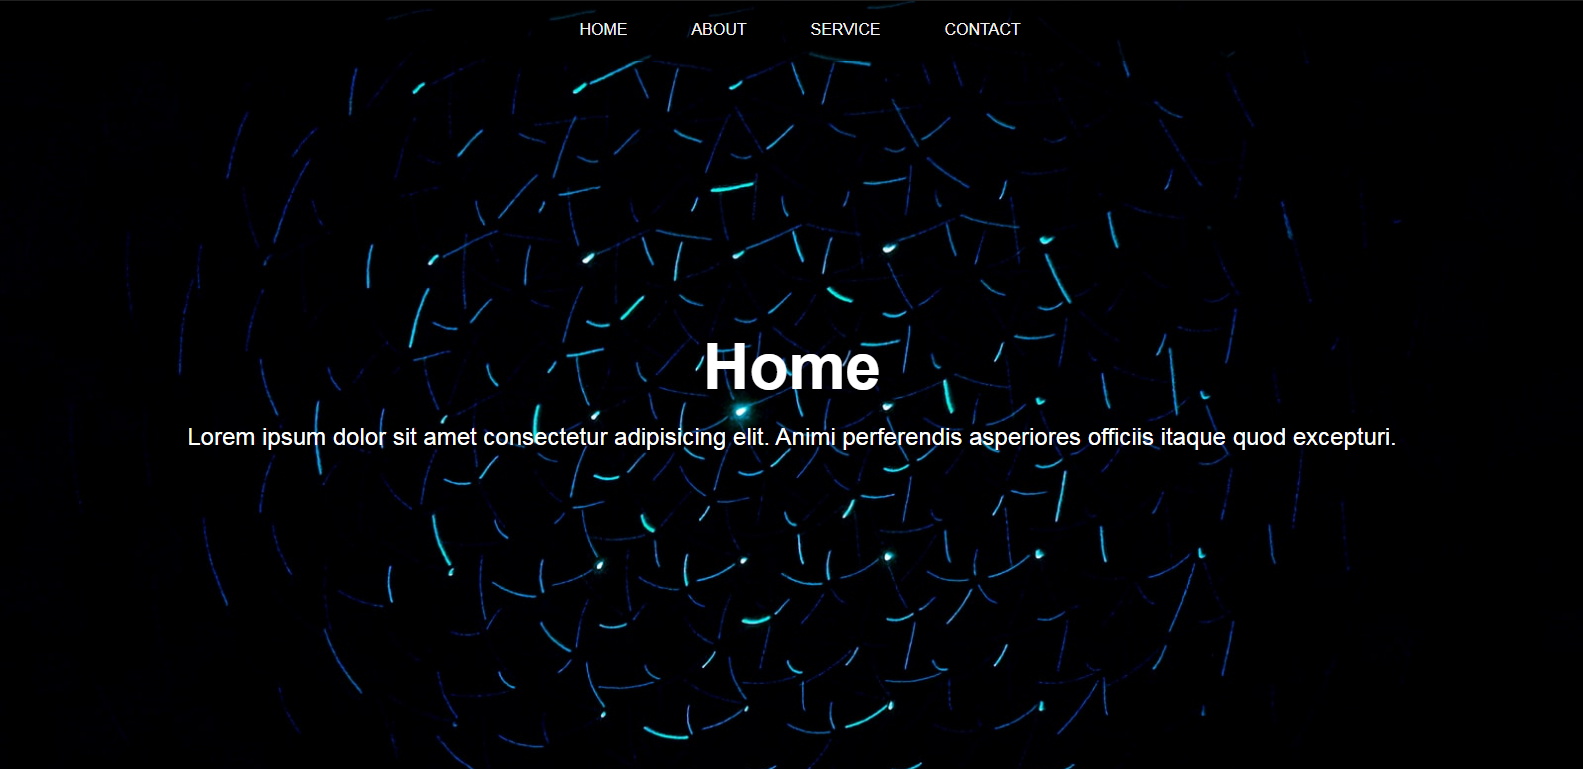 HOME ABOUT SERVICE CONTACT
Home
Lorem ipsum dolor sit amet consectetur adipisicing elit. Animi perferendis asperiores officiis itaque quod excepturi.